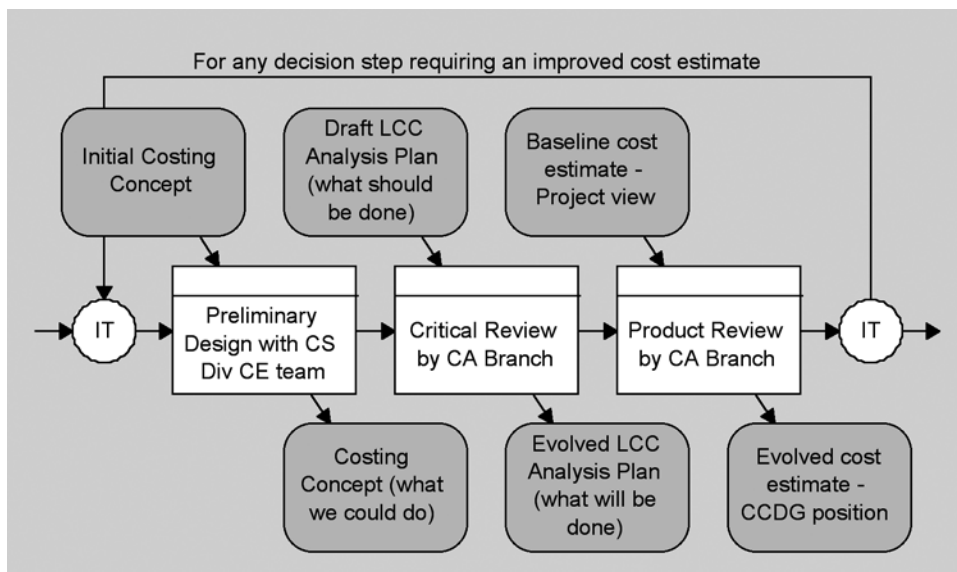 For any decision step requiring an improved cost estimate
Initial Costing
Concept
Draft LCC
Analysis Plan
(what should
be done)
Baseline cost
estimate -
Project view
IT
Preliminary
Design with CS
Div CE team
Critical Review
by CA Branch
Product Review
by CA Branch
IT
Costing
Concept (what
we could do)
Evolved LCC
Analysis Plan
(what will be
done)
Evolved cost
estimate -
CCDG position